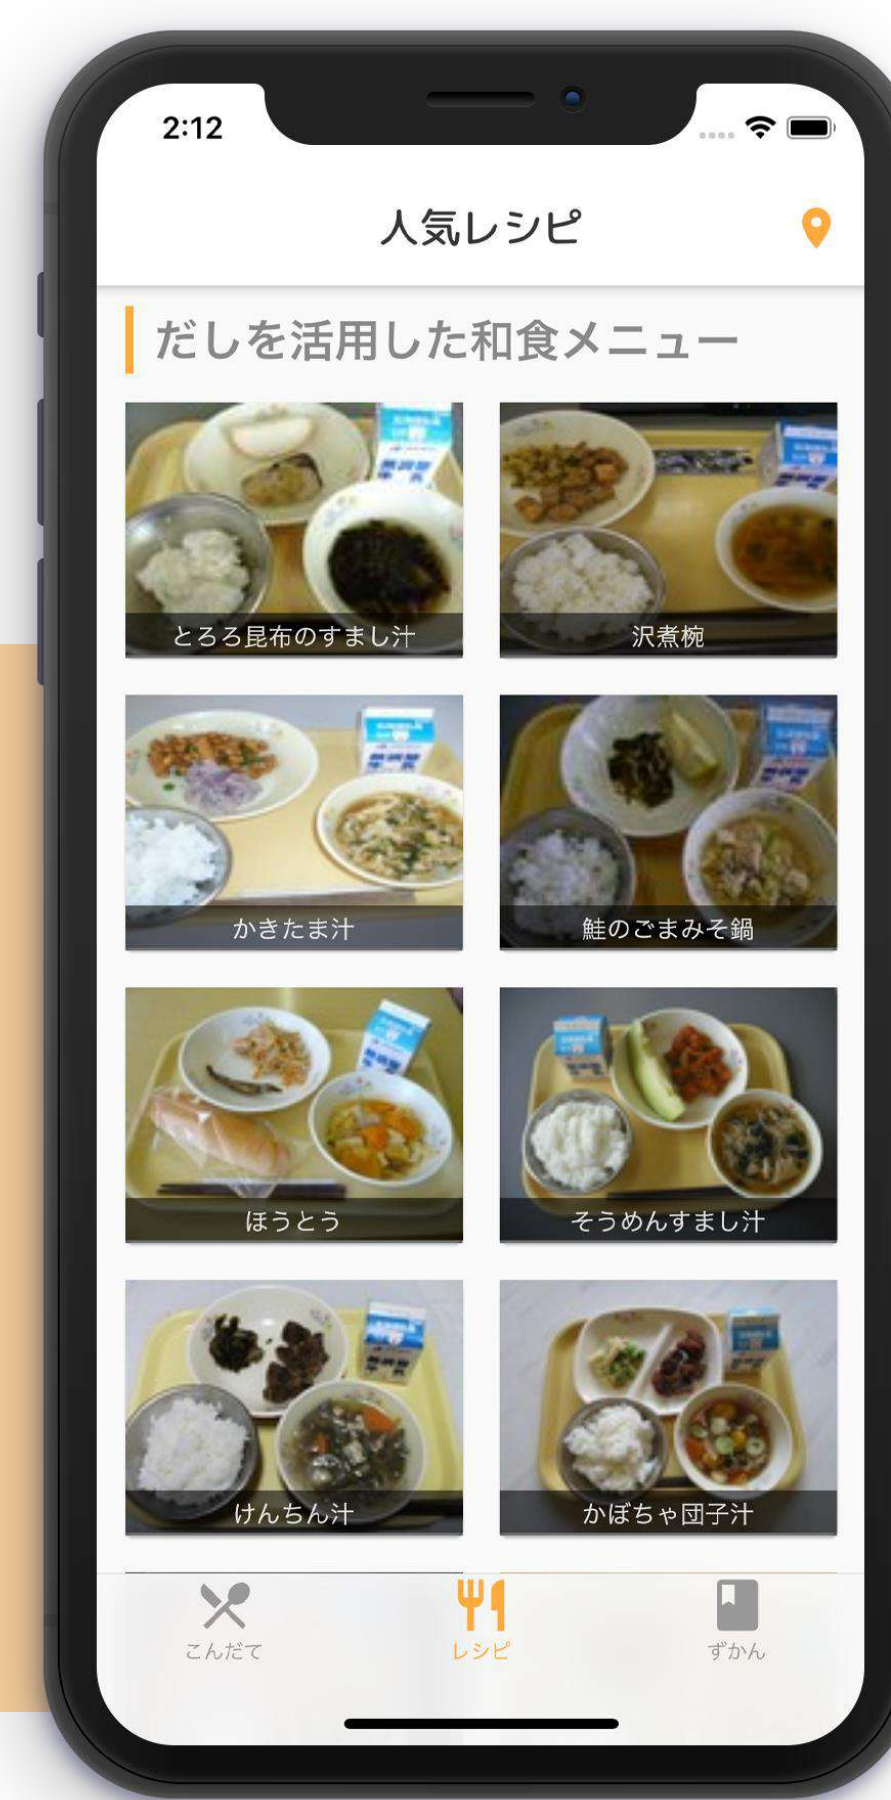 2:12
人気レシピ
だしを活用した和食メニュー
とろろ昆布のすまし汁
沢煮椀
かきたま汁
鮭のごまみそ鍋
ほうとう
そうめんすまし汁
けんちん汁
かぼちゃ団子汁
こんだて
レシピ
ずかん